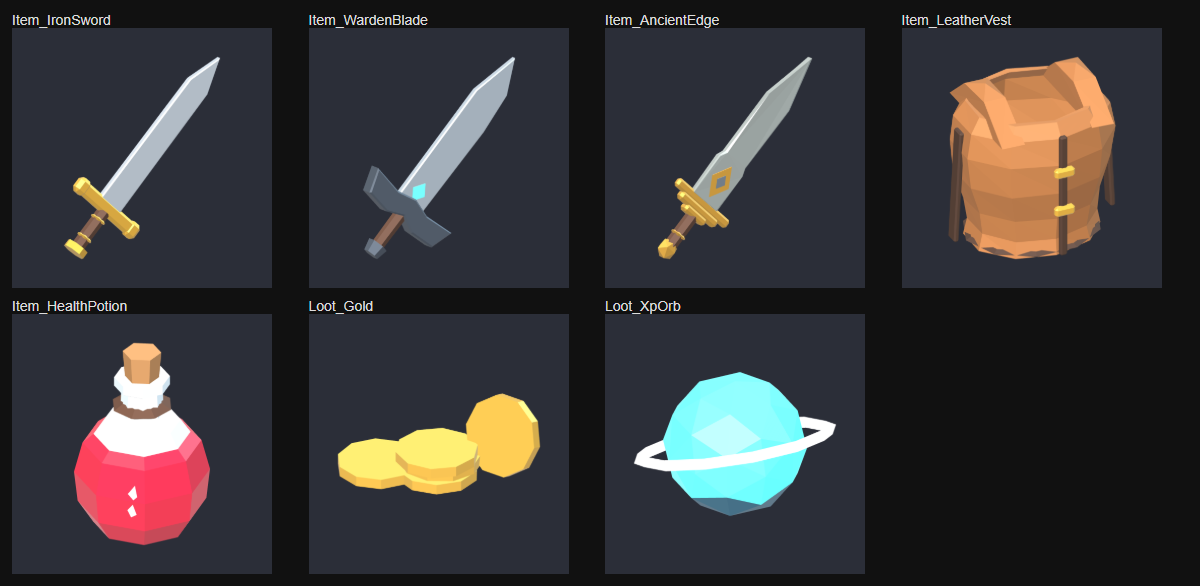 Item_IronSword
Item_WardenBlade
Item_AncientEdge
Item_LeatherVest
Item_HealthPotion
Loot_Gold
Loot_XpOrb